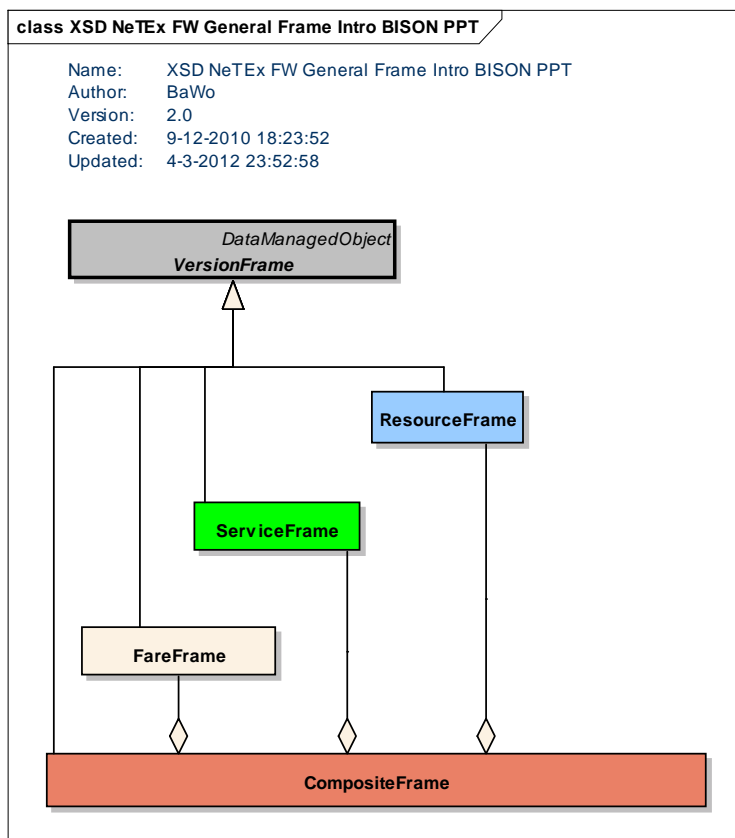 class XSD NeTEx FW General Frame Intro BISON PPT
Name: XSD NeTEx FW General Frame Intro BISON PPT
Author: BaWo
Version: 2.0
Created: 9-12-2010 18:23:52
Updated: 4-3-2012 23:52:58
DataManagedObject
VersionFrame
ResourceFrame
ServiceFrame
FareFrame
CompositeFrame